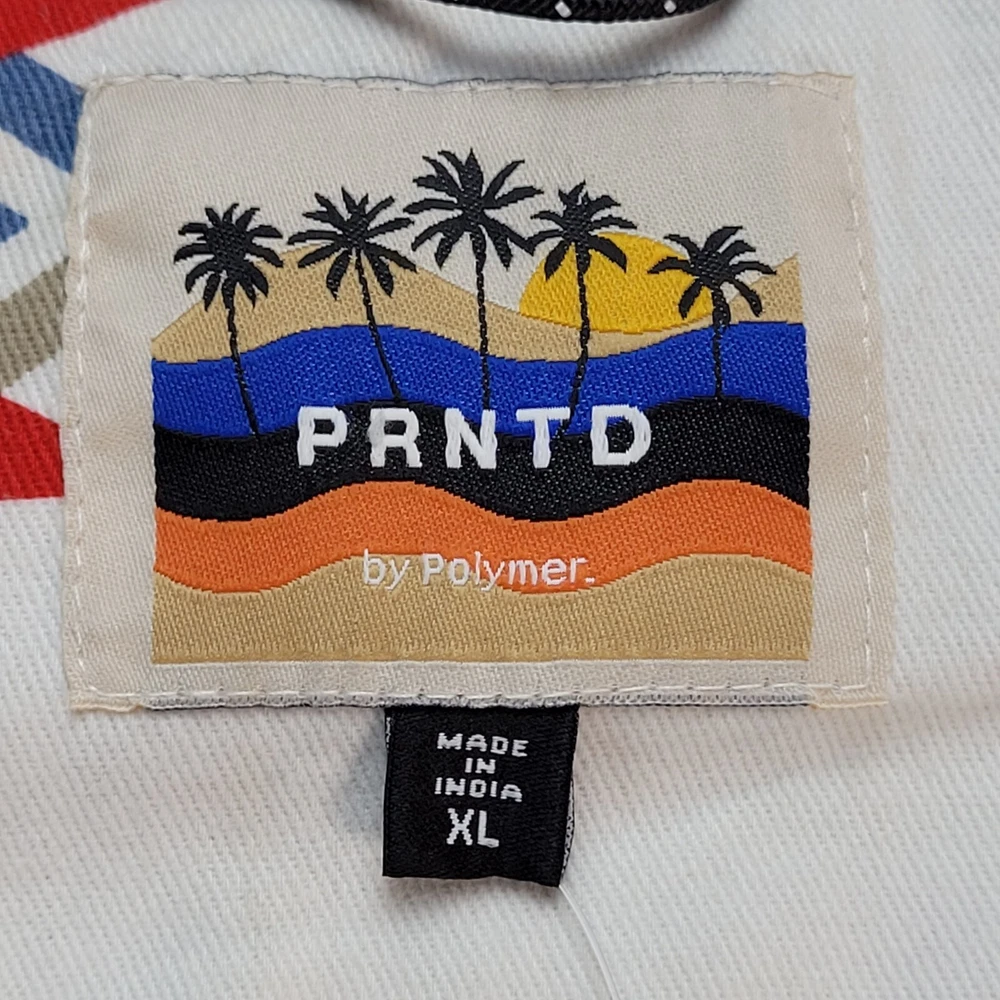 PRNTD
by Polymer.
MADE
IN
INDIA
XL